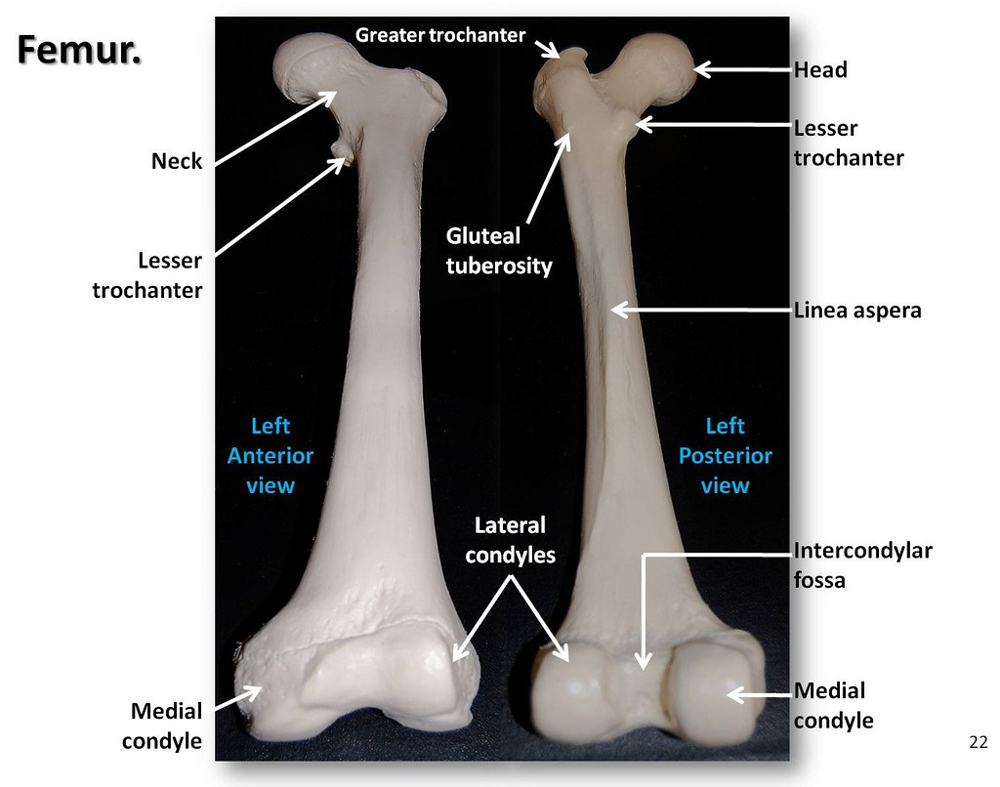 Femur.
Greater trochanter
Head
Lesser
trochanter
Neck
Gluteal
tuberosity
Lesser
trochanter
Linea aspera
Left
Anterior
view
Left
Posterior
view
Lateral
condyles
Intercondylar
fossa
Medial
condyle
Medial
condyle
22